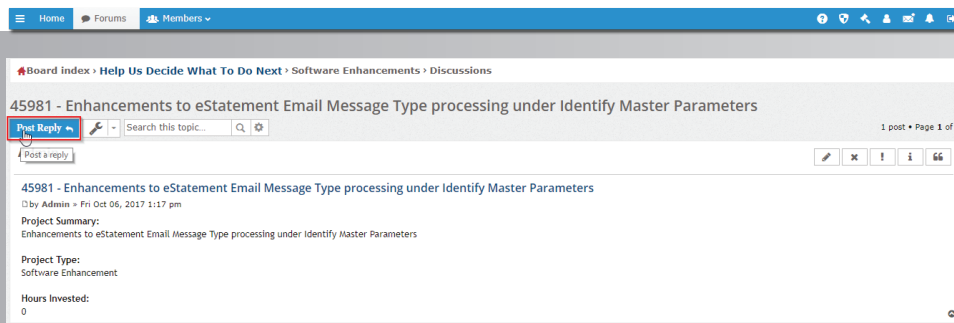 Home Forums Members
Board index › Help Us Decide What To Do Next › Software Enhancements › Discussions
45981 - Enhancements to eStatement Email Message Type processing under Identify Master Parameters
Post Reply Search this topic… 1 post • Page 1 of
Post a reply
45981 - Enhancements to eStatement Email Message Type processing under Identify Master Parameters
by Admin » Fri Oct 06, 2017 1:17 pm
Project Summary:
Enhancements to eStatement Email Message Type processing under Identify Master Parameters
Project Type:
Software Enhancement
Hours Invested:
0